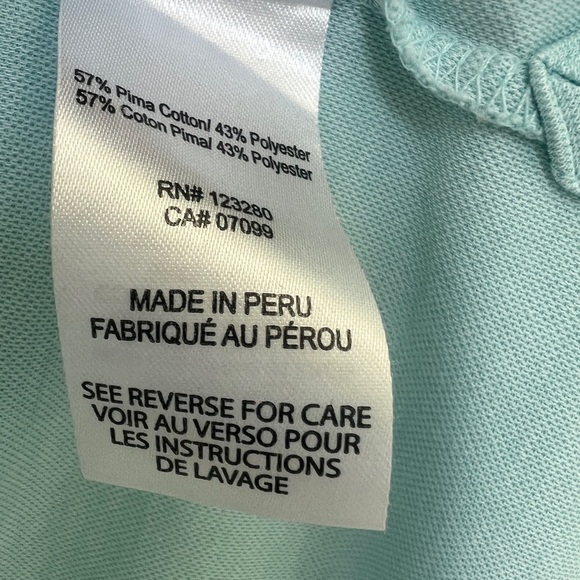 57% Pima Cotton/ 43% Polyester
57% Coton Pima/ 43% Polyester
RN# 123280
CA# 07099
MADE IN PERU
FABRIQUÉ AU PÉROU
SEE REVERSE FOR CARE
VOIR AU VERSO POUR
LES INSTRUCTIONS
DE LAVAGE